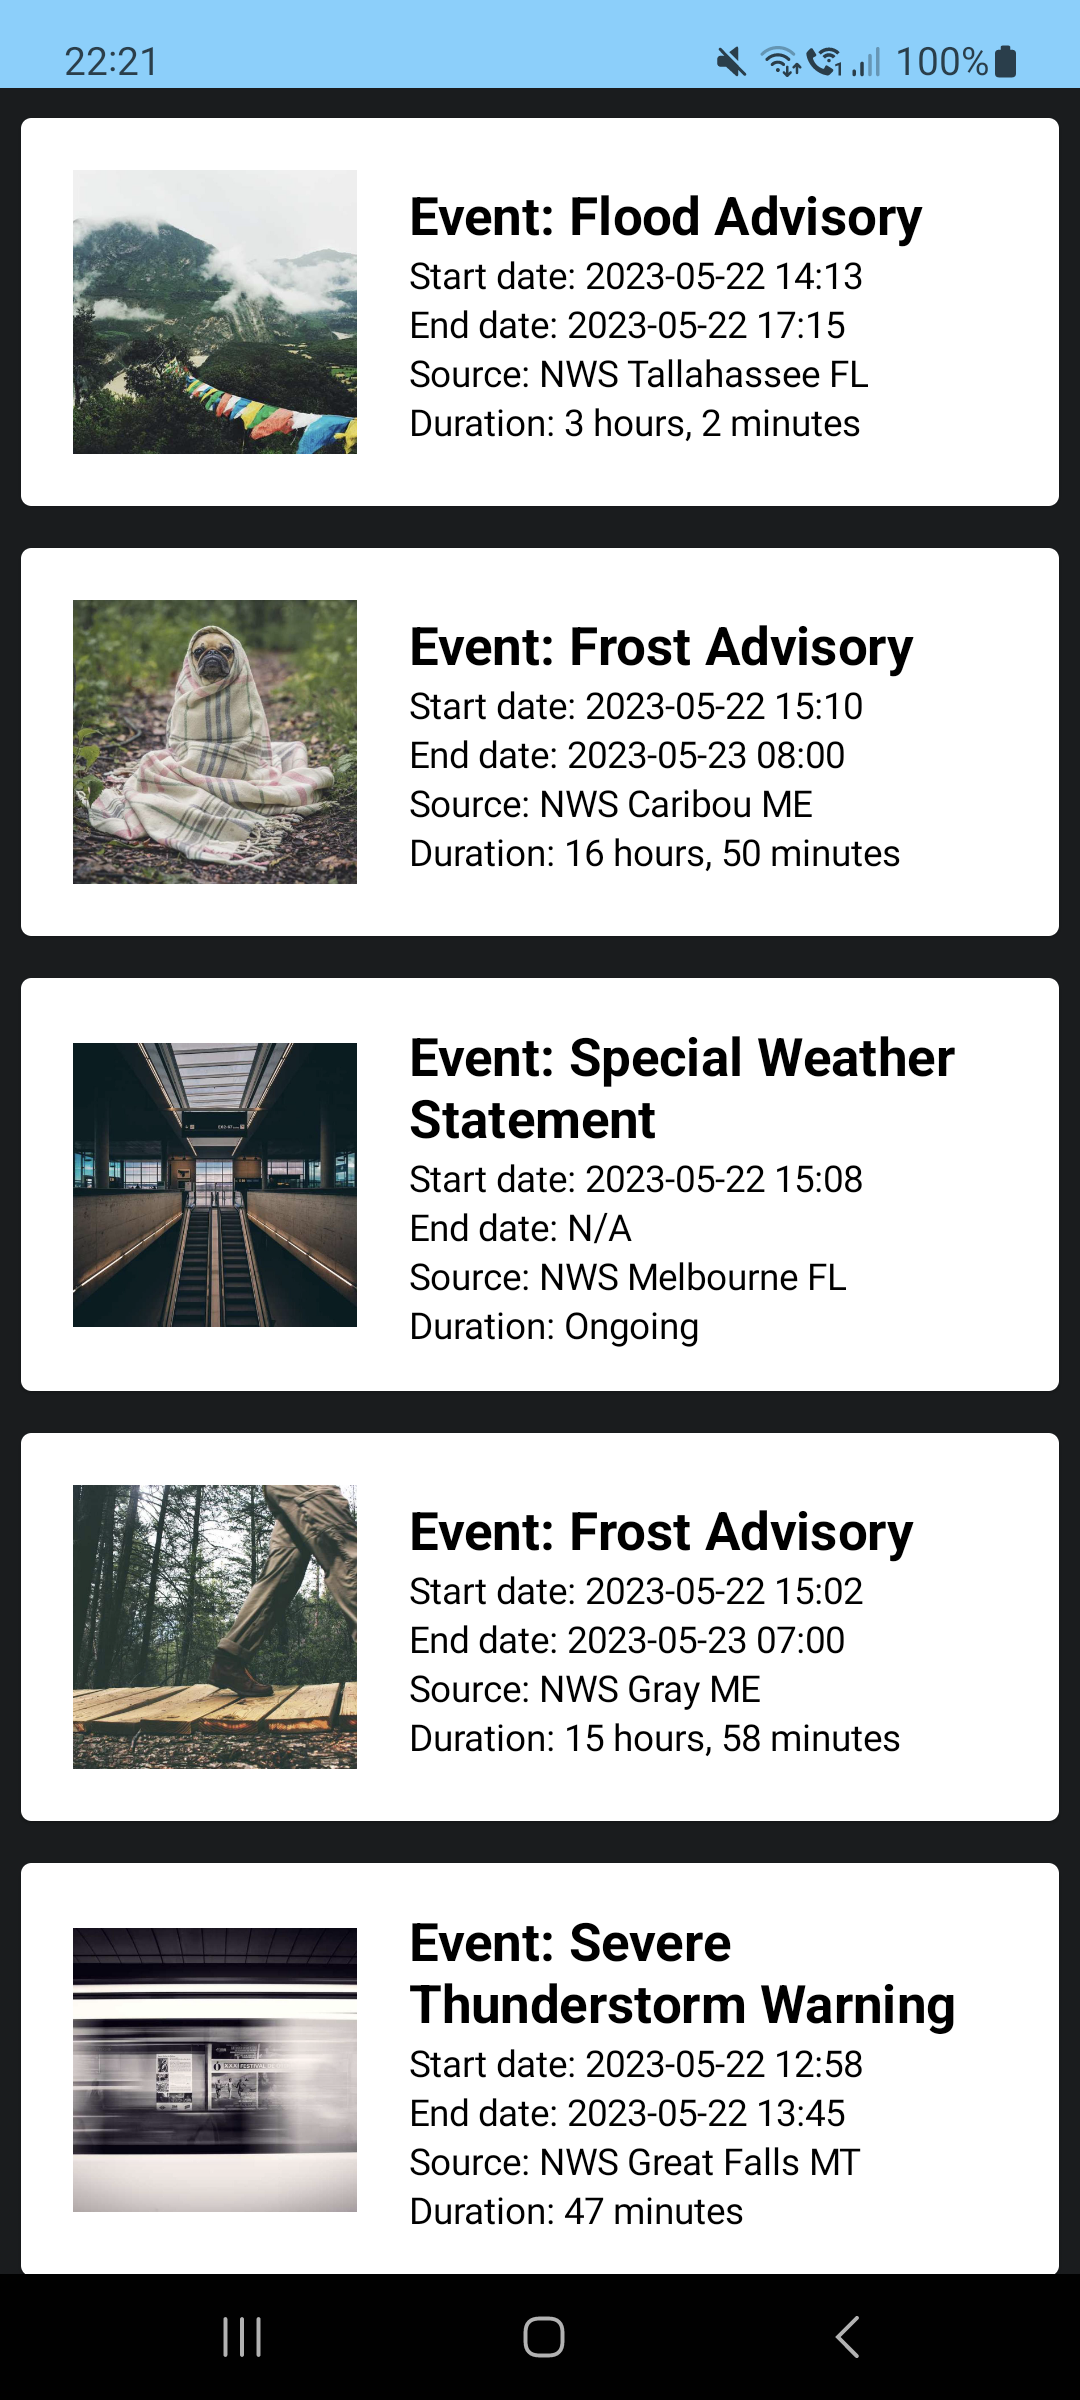 22:21
100%
Event: Flood Advisory
Start date: 2023-05-22 14:13
End date: 2023-05-22 17:15
Source: NWS Tallahassee FL
Duration: 3 hours, 2 minutes
Event: Frost Advisory
Start date: 2023-05-22 15:10
End date: 2023-05-23 08:00
Source: NWS Caribou ME
Duration: 16 hours, 50 minutes
Event: Special Weather
Statement
Start date: 2023-05-22 15:08
End date: N/A
Source: NWS Melbourne FL
Duration: Ongoing
Event: Frost Advisory
Start date: 2023-05-22 15:02
End date: 2023-05-23 07:00
Source: NWS Gray ME
Duration: 15 hours, 58 minutes
Event: Severe
Thunderstorm Warning
Start date: 2023-05-22 12:58
End date: 2023-05-22 13:45
Source: NWS Great Falls MT
Duration: 47 minutes
FESTIVAL